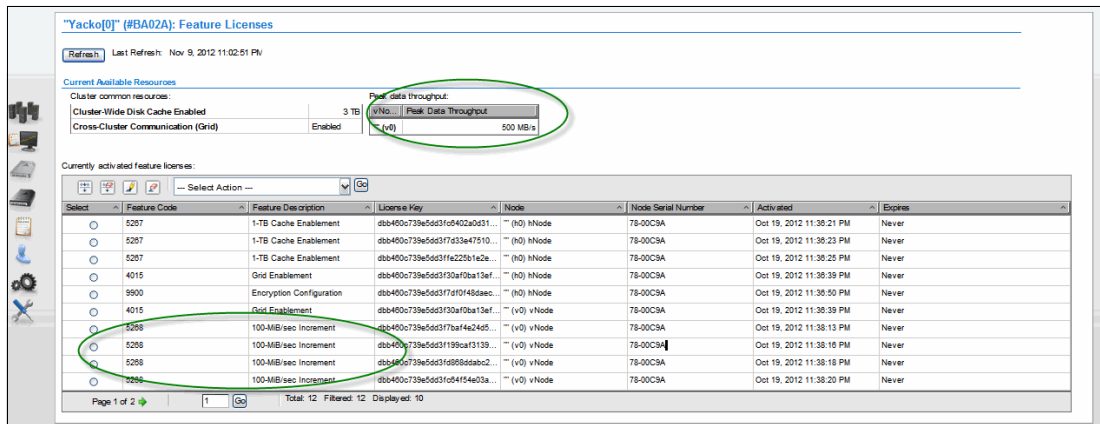 "Yacko[0]" (#BA02A): Feature Licenses
Refresh Last Refresh: Nov 9, 2012 11:02:51 PM
Current Available Resources
Cluster common resources: Peak data throughput:
Cluster-Wide Disk Cache Enabled 3 TB vNo... Peak Data Throughput
Cross-Cluster Communication (Grid) Enabled "" (v0) 500 MB/s
Currently activated feature licenses:
--- Select Action --- Go
Select Feature Code Feature Description License Key Node Node Serial Number Activated Expires
5267 1-TB Cache Enablement dbb460c739e5dd3fc6402a0d31... "" (h0) hNode 78-00C9A Oct 19, 2012 11:36:21 PM Never
5267 1-TB Cache Enablement dbb460c739e5dd3f7d33e47510... "" (h0) hNode 78-00C9A Oct 19, 2012 11:36:23 PM Never
5267 1-TB Cache Enablement dbb460c739e5dd3ffe225b1e2e... "" (h0) hNode 78-00C9A Oct 19, 2012 11:36:25 PM Never
4015 Grid Enablement dbb460c739e5dd3f30af0ba13ef... "" (h0) hNode 78-00C9A Oct 19, 2012 11:36:39 PM Never
9900 Encryption Configuration dbb460c739e5dd3f7df0f48daec... "" (h0) hNode 78-00C9A Oct 19, 2012 11:36:50 PM Never
4015 Grid Enablement dbb460c739e5dd3f30af0ba13ef... "" (v0) vNode 78-00C9A Oct 19, 2012 11:36:39 PM Never
5268 100-MiB/sec Increment dbb460c739e5dd3f7baf4e24d5... "" (v0) vNode 78-00C9A Oct 19, 2012 11:38:13 PM Never
5268 100-MiB/sec Increment dbb460c739e5dd3f199caf3139... "" (v0) vNode 78-00C9A Oct 19, 2012 11:38:16 PM Never
5268 100-MiB/sec Increment dbb460c739e5dd3fd868ddabc2... "" (v0) vNode 78-00C9A Oct 19, 2012 11:38:18 PM Never
5268 100-MiB/sec Increment dbb460c739e5dd3fc64f54e03a... "" (v0) vNode 78-00C9A Oct 19, 2012 11:38:20 PM Never
Page 1 of 2 1 Go Total: 12 Filtered: 12 Displayed: 10